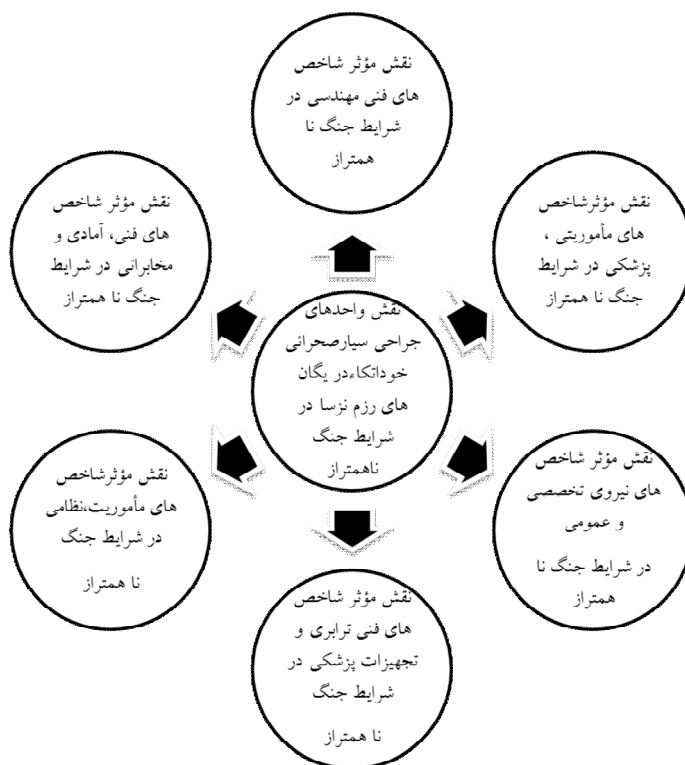 نقش مؤثر شاخص
های فنی مهندسی در
شرایط جنگ نا
همتراز
نقش مؤثرشاخص
های مأموریتی ،
پزشکی در شرایط
جنگ نا همتراز
نقش مؤثر شاخص
های فنی، آمادی و
مخابراتی در شرایط
جنگ نا همتراز
نقش واحدهای
جراحی سیارصحرائی
خوداتکاءدر یگان
های رزم نزسا در
شرایط جنگ
ناهمتراز
نقش مؤثر شاخص
های نیروی تخصصی
و عمومی
در شرایط جنگ نا
همتراز
نقش مؤثرشاخص
های مأموریت،نظامی
در شرایط جنگ
نا همتراز
نقش مؤثر شاخص
های فنی ترابری و
تجهیزات پزشکی در
شرایط جنگ
نا همتراز